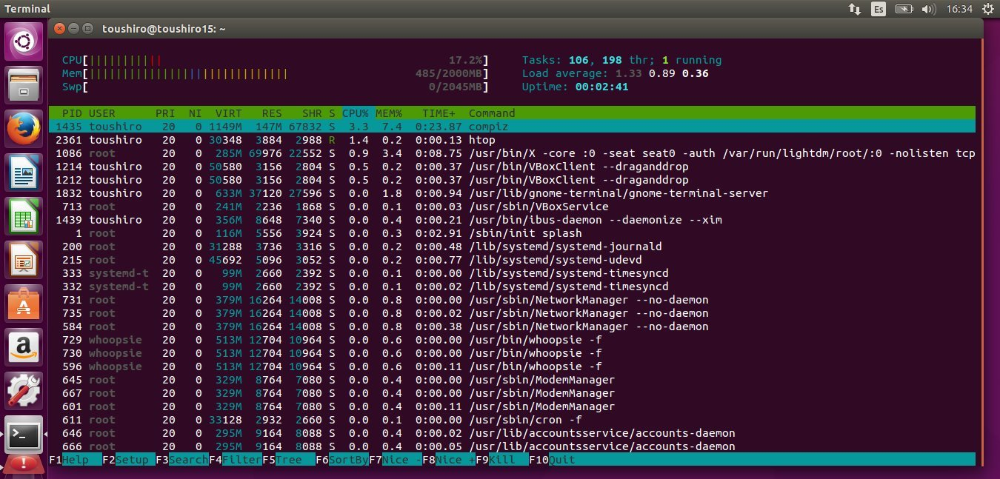 Terminal Es 16:34
toushiro@toushiro15: ~
CPU[||||||||||| 17.2%] Tasks: 106, 198 thr; 1 running
Mem[|||||||||||||||||||||||||||||| 485/2000MB] Load average: 1.33 0.89 0.36
Swp[ 0/2045MB] Uptime: 00:02:41
PID USER PRI NI VIRT RES SHR S CPU% MEM% TIME+ Command
1435 toushiro 20 0 1149M 147M 67832 S 3.3 7.4 0:23.87 compiz
2361 toushiro 20 0 30348 3884 2988 R 1.4 0.2 0:00.13 htop
1086 root 20 0 285M 69976 22552 S 0.9 3.4 0:08.75 /usr/bin/X -core :0 -seat seat0 -auth /var/run/lightdm/root/:0 -nolisten tcp
1214 toushiro 20 0 50580 3156 2804 S 0.5 0.2 0:00.37 /usr/bin/VBoxClient --draganddrop
1212 toushiro 20 0 50580 3156 2804 S 0.5 0.2 0:00.37 /usr/bin/VBoxClient --draganddrop
1832 toushiro 20 0 633M 37120 27596 S 0.0 1.8 0:00.94 /usr/lib/gnome-terminal/gnome-terminal-server
713 root 20 0 241M 2236 1868 S 0.0 0.1 0:00.03 /usr/sbin/VBoxService
1439 toushiro 20 0 356M 8648 7340 S 0.0 0.4 0:00.21 /usr/bin/ibus-daemon --daemonize --xim
1 root 20 0 116M 5556 3924 S 0.0 0.3 0:02.91 /sbin/init splash
200 root 20 0 31288 3736 3316 S 0.0 0.2 0:00.48 /lib/systemd/systemd-journald
215 root 20 0 45692 5096 3052 S 0.0 0.2 0:00.77 /lib/systemd/systemd-udevd
333 systemd-t 20 0 99M 2660 2392 S 0.0 0.1 0:00.00 /lib/systemd/systemd-timesyncd
332 systemd-t 20 0 99M 2660 2392 S 0.0 0.1 0:00.02 /lib/systemd/systemd-timesyncd
731 root 20 0 379M 16264 14008 S 0.0 0.8 0:00.00 /usr/sbin/NetworkManager --no-daemon
735 root 20 0 379M 16264 14008 S 0.0 0.8 0:00.02 /usr/sbin/NetworkManager --no-daemon
584 root 20 0 379M 16264 14008 S 0.0 0.8 0:00.38 /usr/sbin/NetworkManager --no-daemon
729 whoopsie 20 0 513M 12704 10964 S 0.0 0.6 0:00.00 /usr/bin/whoopsie -f
730 whoopsie 20 0 513M 12704 10964 S 0.0 0.6 0:00.00 /usr/bin/whoopsie -f
596 whoopsie 20 0 513M 12704 10964 S 0.0 0.6 0:00.11 /usr/bin/whoopsie -f
645 root 20 0 329M 8764 7080 S 0.0 0.4 0:00.00 /usr/sbin/ModemManager
667 root 20 0 329M 8764 7080 S 0.0 0.4 0:00.00 /usr/sbin/ModemManager
601 root 20 0 329M 8764 7080 S 0.0 0.4 0:00.11 /usr/sbin/ModemManager
611 root 20 0 33128 2932 2660 S 0.0 0.1 0:00.00 /usr/sbin/cron -f
646 root 20 0 295M 9164 8088 S 0.0 0.4 0:00.02 /usr/lib/accountsservice/accounts-daemon
666 root 20 0 295M 9164 8088 S 0.0 0.4 0:00.05 /usr/lib/accountsservice/accounts-daemon
F1Help F2Setup F3SearchF4FilterF5Tree F6SortByF7Nice -F8Nice +F9Kill F10Quit